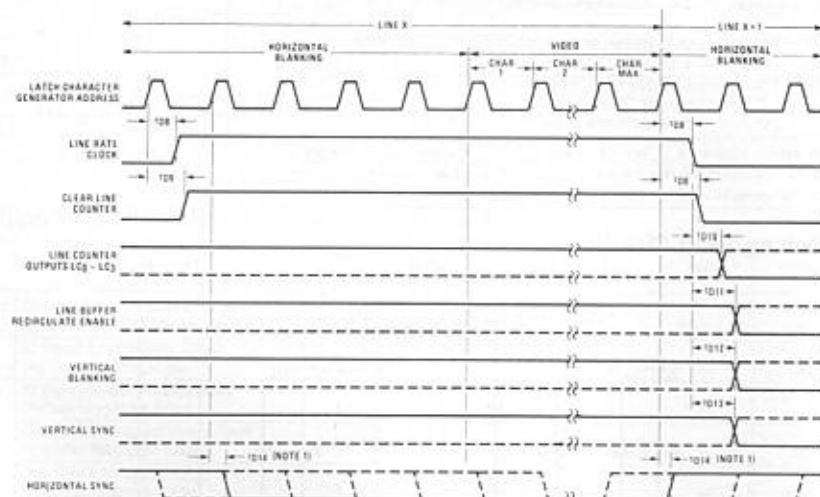 LINE X
LINE X + 1
HORIZONTAL BLANKING
VIDEO
HORIZONTAL BLANKING
CHAR 1
CHAR 2
CHAR MAX
LATCH CHARACTER
GENERATOR ADDRESS
tD8
tD8
LINE RATE
CLOCK
tD9
CLEAR LINE
COUNTER
tD10
LINE COUNTER
OUTPUTS LC0 – LC3
tD11
LINE BUFFER
RECIRCULATE ENABLE
tD12
VERTICAL
BLANKING
tD13
VERTICAL SYNC
tD14 (NOTE 1)
tD14 (NOTE 1)
HORIZONTAL SYNC